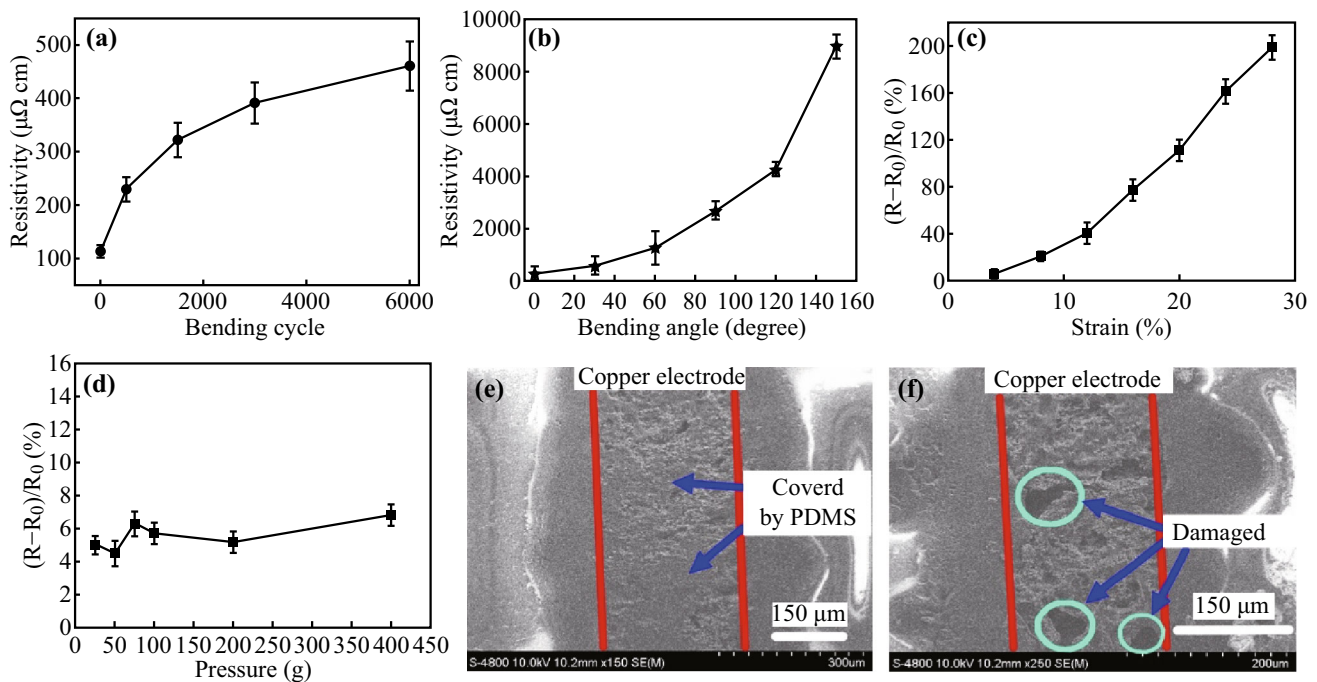 (a)
Resistivity (μΩ cm)
500
400
300
200
100
0 2000 4000 6000
Bending cycle
(b)
Resistivity (μΩ cm)
10000
8000
6000
4000
2000
0
0 20 40 60 80 100 120 140 160
Bending angle (degree)
(c)
(R−R0)/R0 (%)
200
160
120
80
40
0
0 10 20 30
Strain (%)
(d)
(R−R0)/R0 (%)
16
14
12
10
8
6
4
2
0
0 50 100 150 200 250 300 350 400 450
Pressure (g)
(e)
Copper electrode
Coverd
by PDMS
150 μm
S-4800 10.0kV 10.2mm x150 SE(M)
300um
(f)
Copper electrode
Damaged
150 μm
S-4800 10.0kV 10.2mm x250 SE(M)
200um